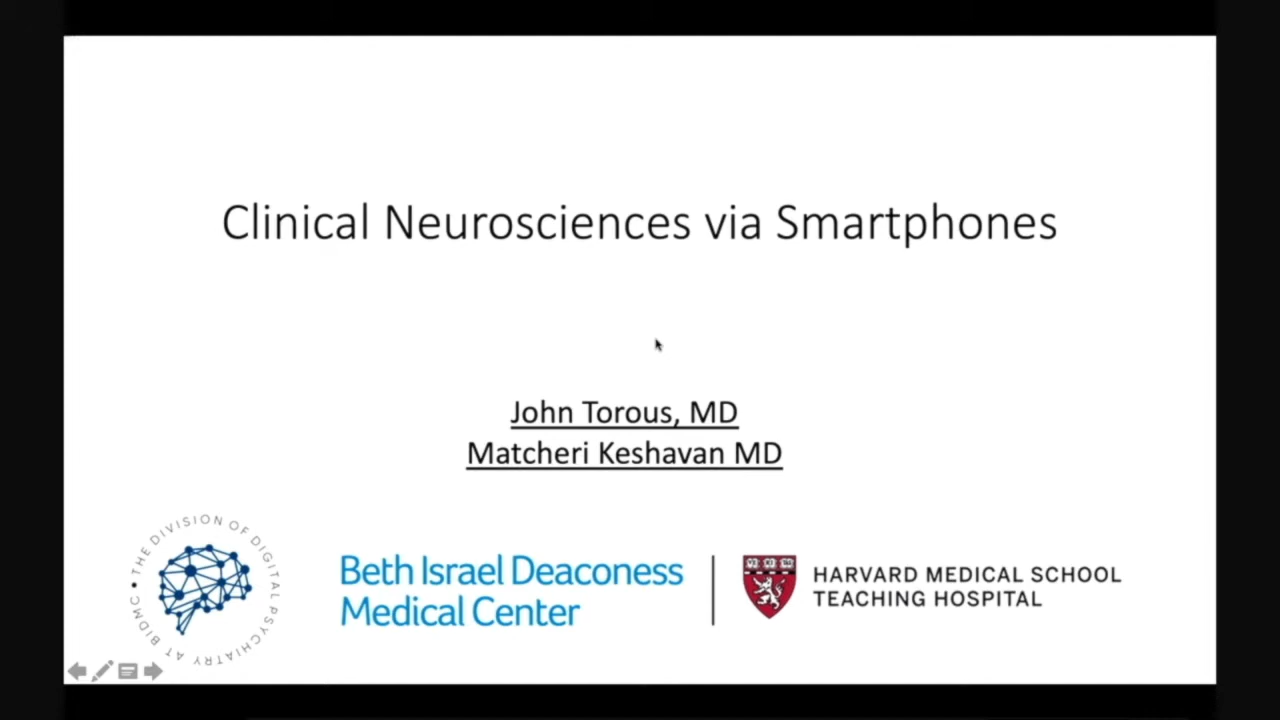 Clinical Neurosciences via Smartphones
John Torous, MD
Matcheri Keshavan MD
• THE DIVISION OF DIGITAL PSYCHIATRY AT BIDMC
Beth Israel Deaconess
Medical Center
HARVARD MEDICAL SCHOOL
TEACHING HOSPITAL